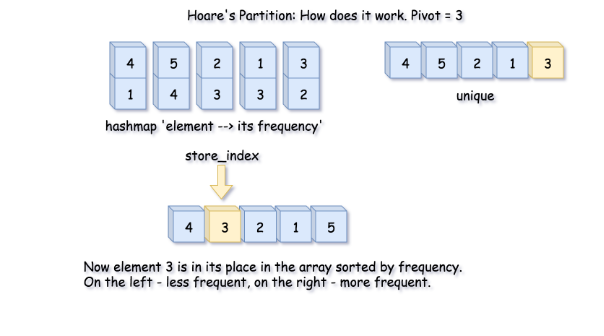 Hoare's Partition: How does it work. Pivot = 3
4 5 2 1 3
4 5 2 1 3
1 4 3 3 2
unique
hashmap 'element --> its frequency'
store_index
4 3 2 1 5
Now element 3 is in its place in the array sorted by frequency.
On the left - less frequent, on the right - more frequent.